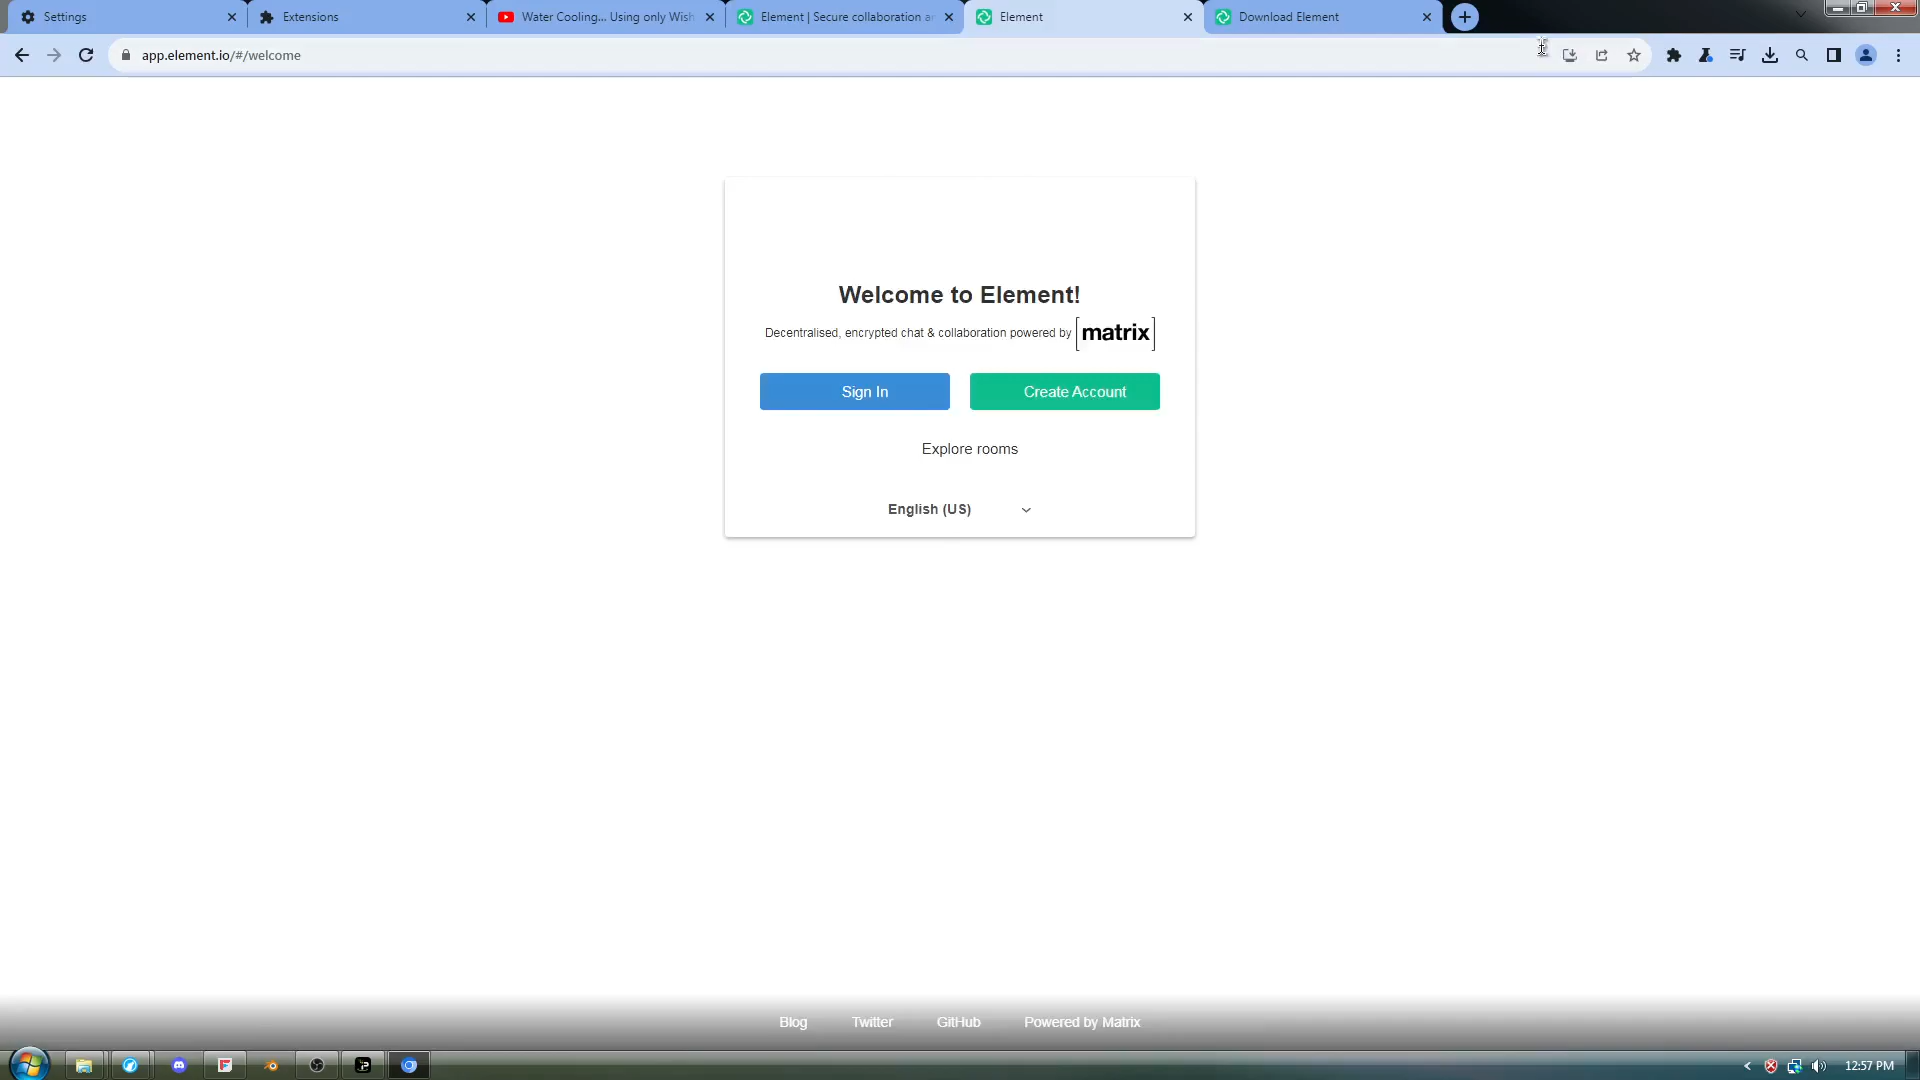 Settings
Extensions
Water Cooling... Using only Wish
Element | Secure collaboration a
Element
Download Element
app.element.io/#/welcome
Welcome to Element!
Decentralised, encrypted chat & collaboration powered by [matrix]
Sign In
Create Account
Explore rooms
English (US)
Blog
Twitter
GitHub
Powered by Matrix
12:57 PM